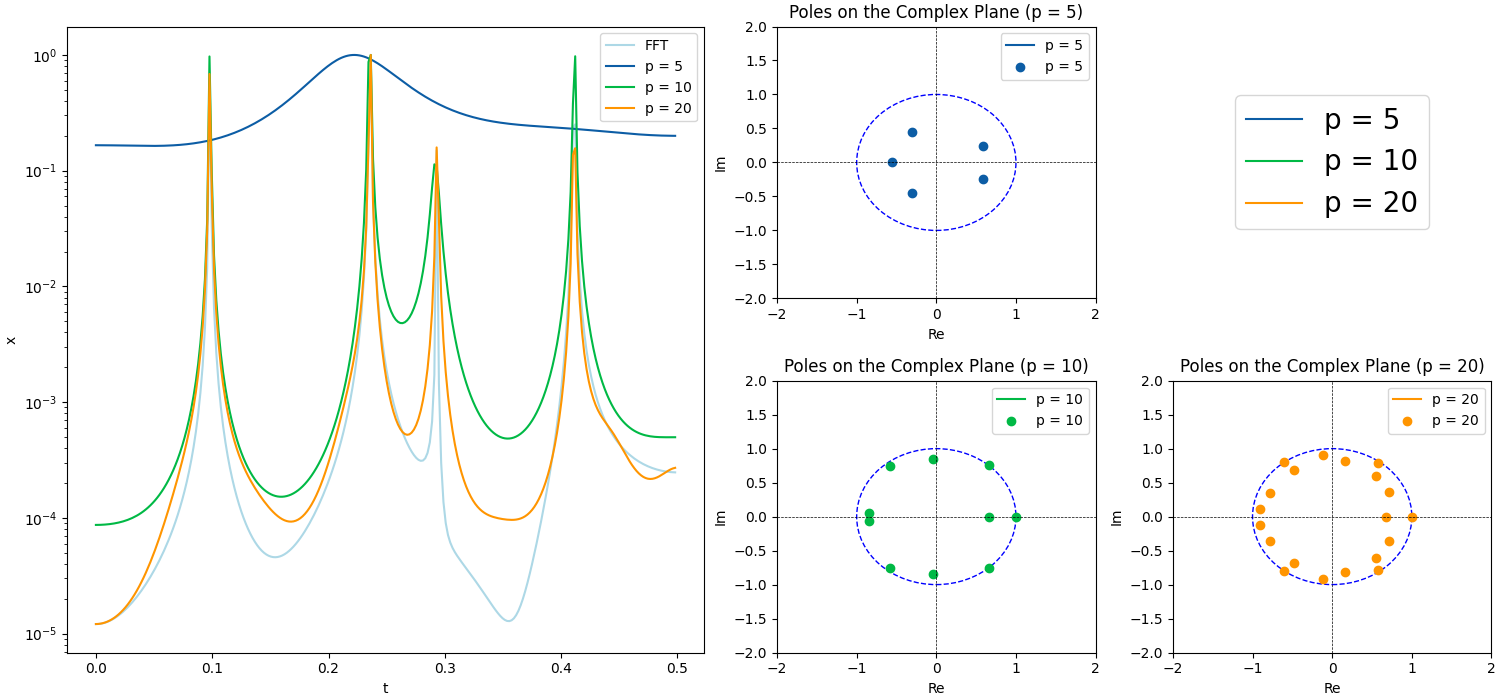 10⁰
10⁻¹
10⁻²
10⁻³
10⁻⁴
10⁻⁵
x
0.0 0.1 0.2 0.3 0.4 0.5
t
FFT
p = 5
p = 10
p = 20
Poles on the Complex Plane (p = 5)
2.0
1.5
1.0
0.5
0.0
−0.5
−1.0
−1.5
−2.0
Im
−2 −1 0 1 2
Re
p = 5
p = 5
p = 5
p = 10
p = 20
Poles on the Complex Plane (p = 10)
2.0
1.5
1.0
0.5
0.0
−0.5
−1.0
−1.5
−2.0
Im
−2 −1 0 1 2
Re
p = 10
p = 10
Poles on the Complex Plane (p = 20)
2.0
1.5
1.0
0.5
0.0
−0.5
−1.0
−1.5
−2.0
Im
−2 −1 0 1 2
Re
p = 20
p = 20